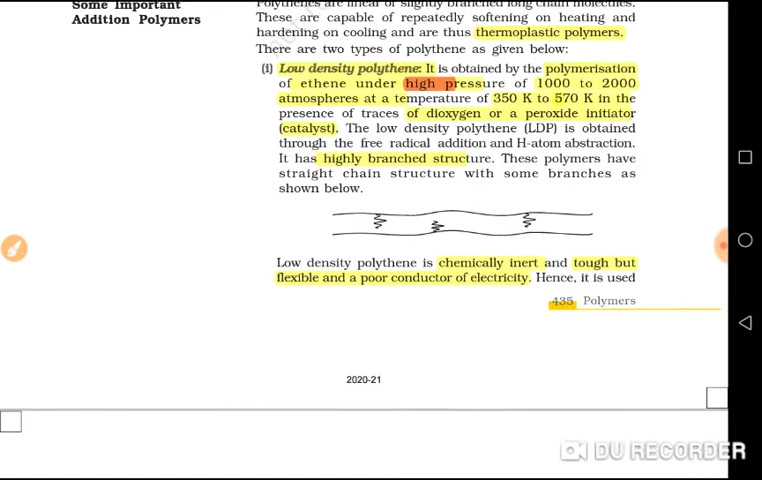 Some Important
Addition Polymers
Polythenes are linear or slightly branched long chain molecules.
These are capable of repeatedly softening on heating and
hardening on cooling and are thus thermoplastic polymers.
There are two types of polythene as given below:
(i) Low density polythene: It is obtained by the polymerisation
of ethene under high pressure of 1000 to 2000
atmospheres at a temperature of 350 K to 570 K in the
presence of traces of dioxygen or a peroxide initiator
(catalyst). The low density polythene (LDP) is obtained
through the free radical addition and H-atom abstraction.
It has highly branched structure. These polymers have
straight chain structure with some branches as
shown below.
Low density polythene is chemically inert and tough but
flexible and a poor conductor of electricity. Hence, it is used
435 Polymers
2020-21
DU RECORDER